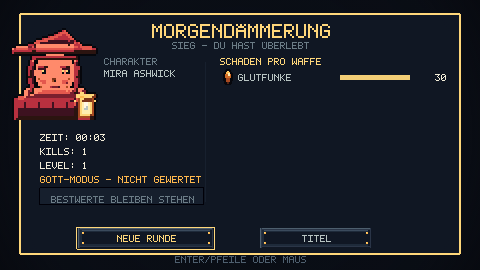 MORGENDÄMMERUNG
SIEG - DU HAST ÜBERLEBT
CHARAKTER
MIRA ASHWICK
SCHADEN PRO WAFFE
GLUTFUNKE 30
ZEIT: 00:03
KILLS: 1
LEVEL: 1
GOTT-MODUS - NICHT GEWERTET
BESTWERTE BLEIBEN STEHEN
NEUE RUNDE
TITEL
ENTER/PFEILE ODER MAUS